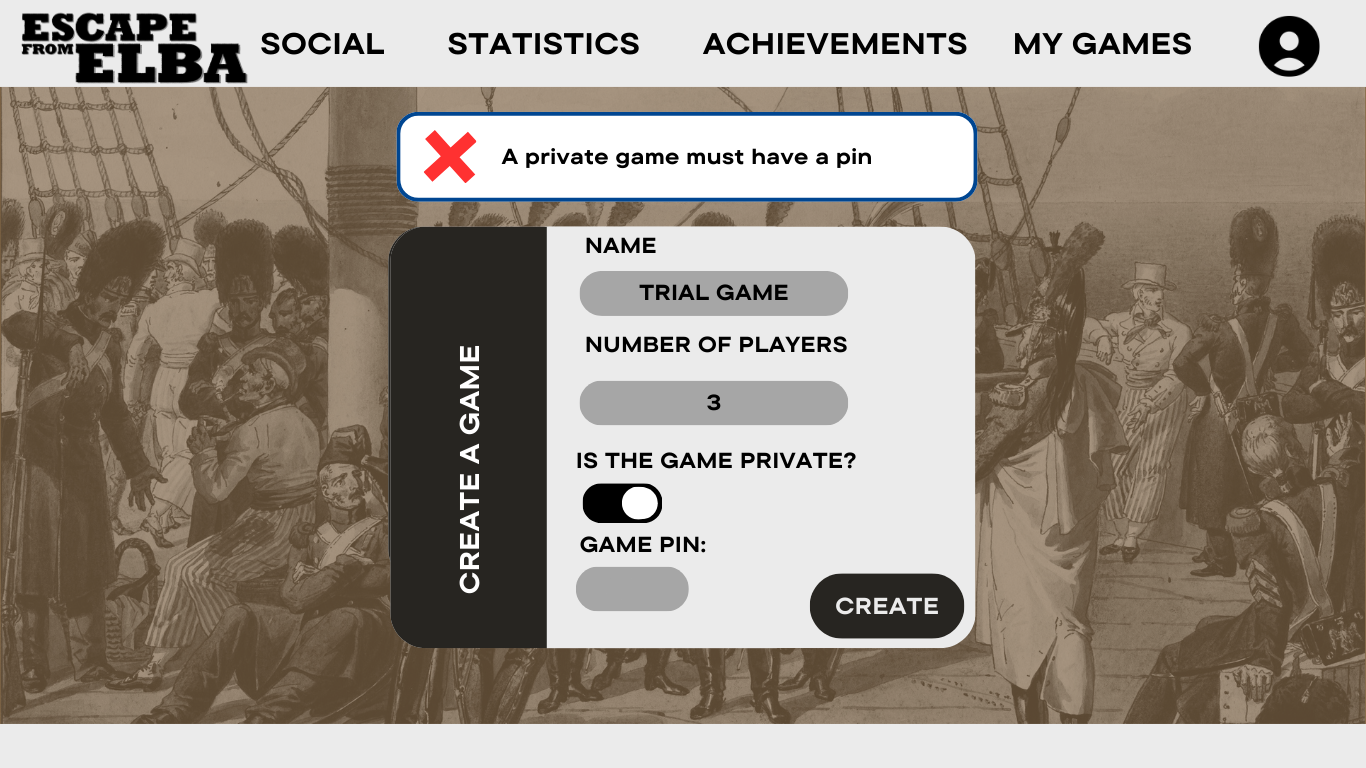 ESCAPE
FROM ELBA
SOCIAL
STATISTICS
ACHIEVEMENTS
MY GAMES
A private game must have a pin
CREATE A GAME
NAME
TRIAL GAME
NUMBER OF PLAYERS
3
IS THE GAME PRIVATE?
GAME PIN:
CREATE